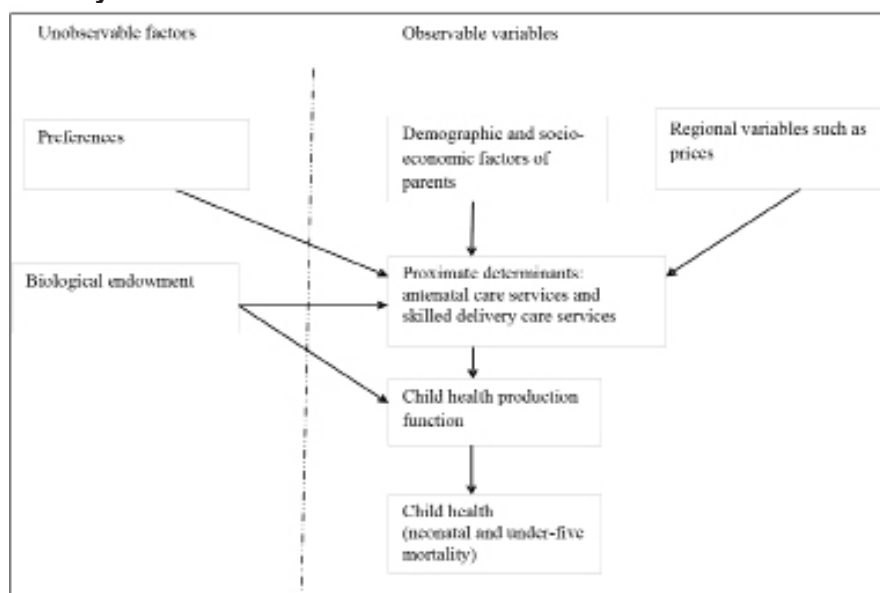 Unobservable factors
Observable variables
Preferences
Demographic and socio-
economic factors of
parents
Regional variables such as
prices
Biological endowment
Proximate determinants:
antenatal care services and
skilled delivery care services
Child health production
function
Child health
(neonatal and under-five
mortality)